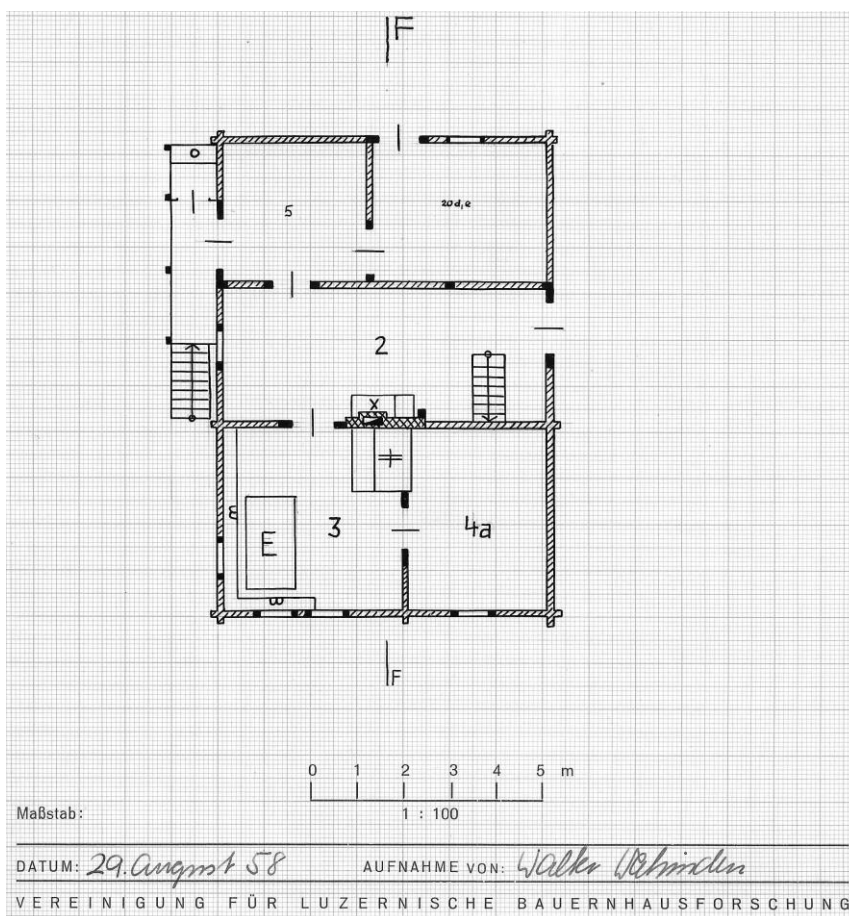 F
5
20d,e
2
X
3
4a
E
F
0 1 2 3 4 5 m
Maßstab: 1 : 100
DATUM: 29. August 58 AUFNAHME VON: Walter
VEREINIGUNG FÜR LUZERNISCHE BAUERNHAUSFORSCHUNG